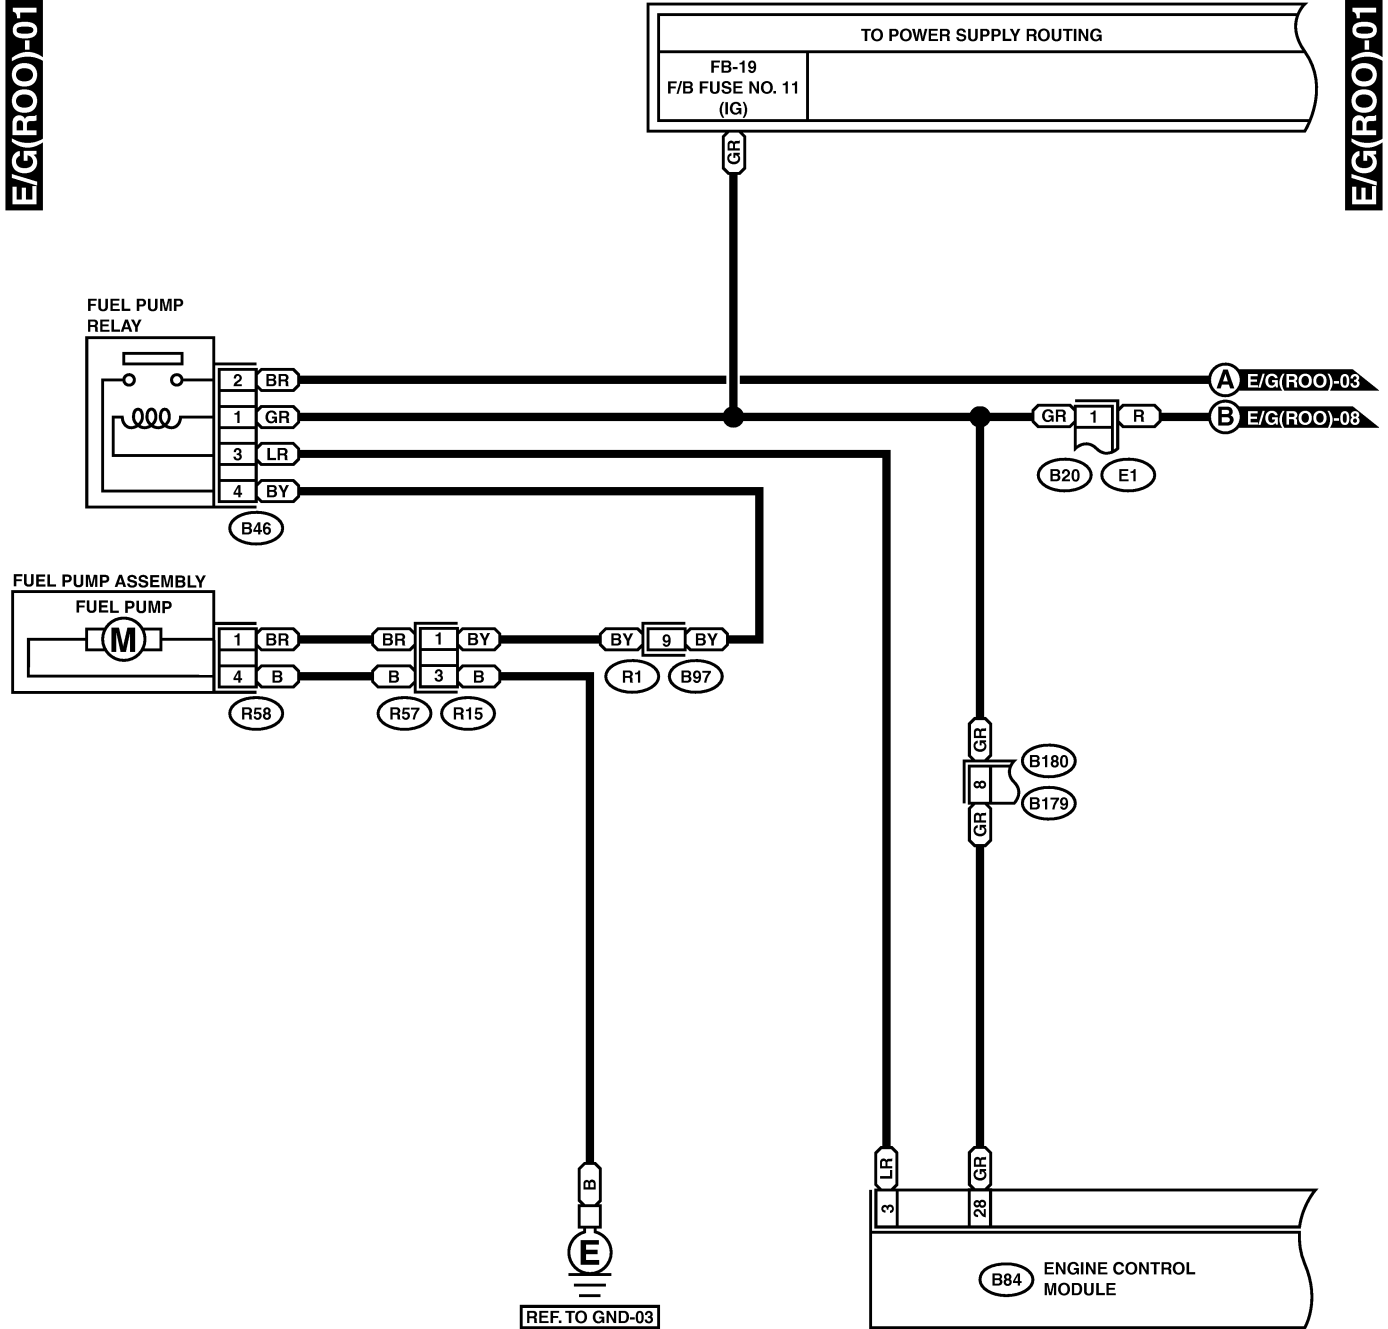 E/G(ROO)-01
E/G(ROO)-01
TO POWER SUPPLY ROUTING
FB-19
F/B FUSE NO. 11
(IG)
GR
FUEL PUMP
RELAY
2 BR
A E/G(ROO)-03
1 GR
GR 1 R
B E/G(ROO)-08
3 LR
B20 E1
4 BY
B46
FUEL PUMP ASSEMBLY
FUEL PUMP
M
1 BR
BR 1 BY
BY 9 BY
4 B
B 3 B
R1 B97
R58
R57 R15
GR
B180
8
B179
GR
LR
GR
B
3
28
E
B84
ENGINE CONTROL
MODULE
REF. TO GND-03